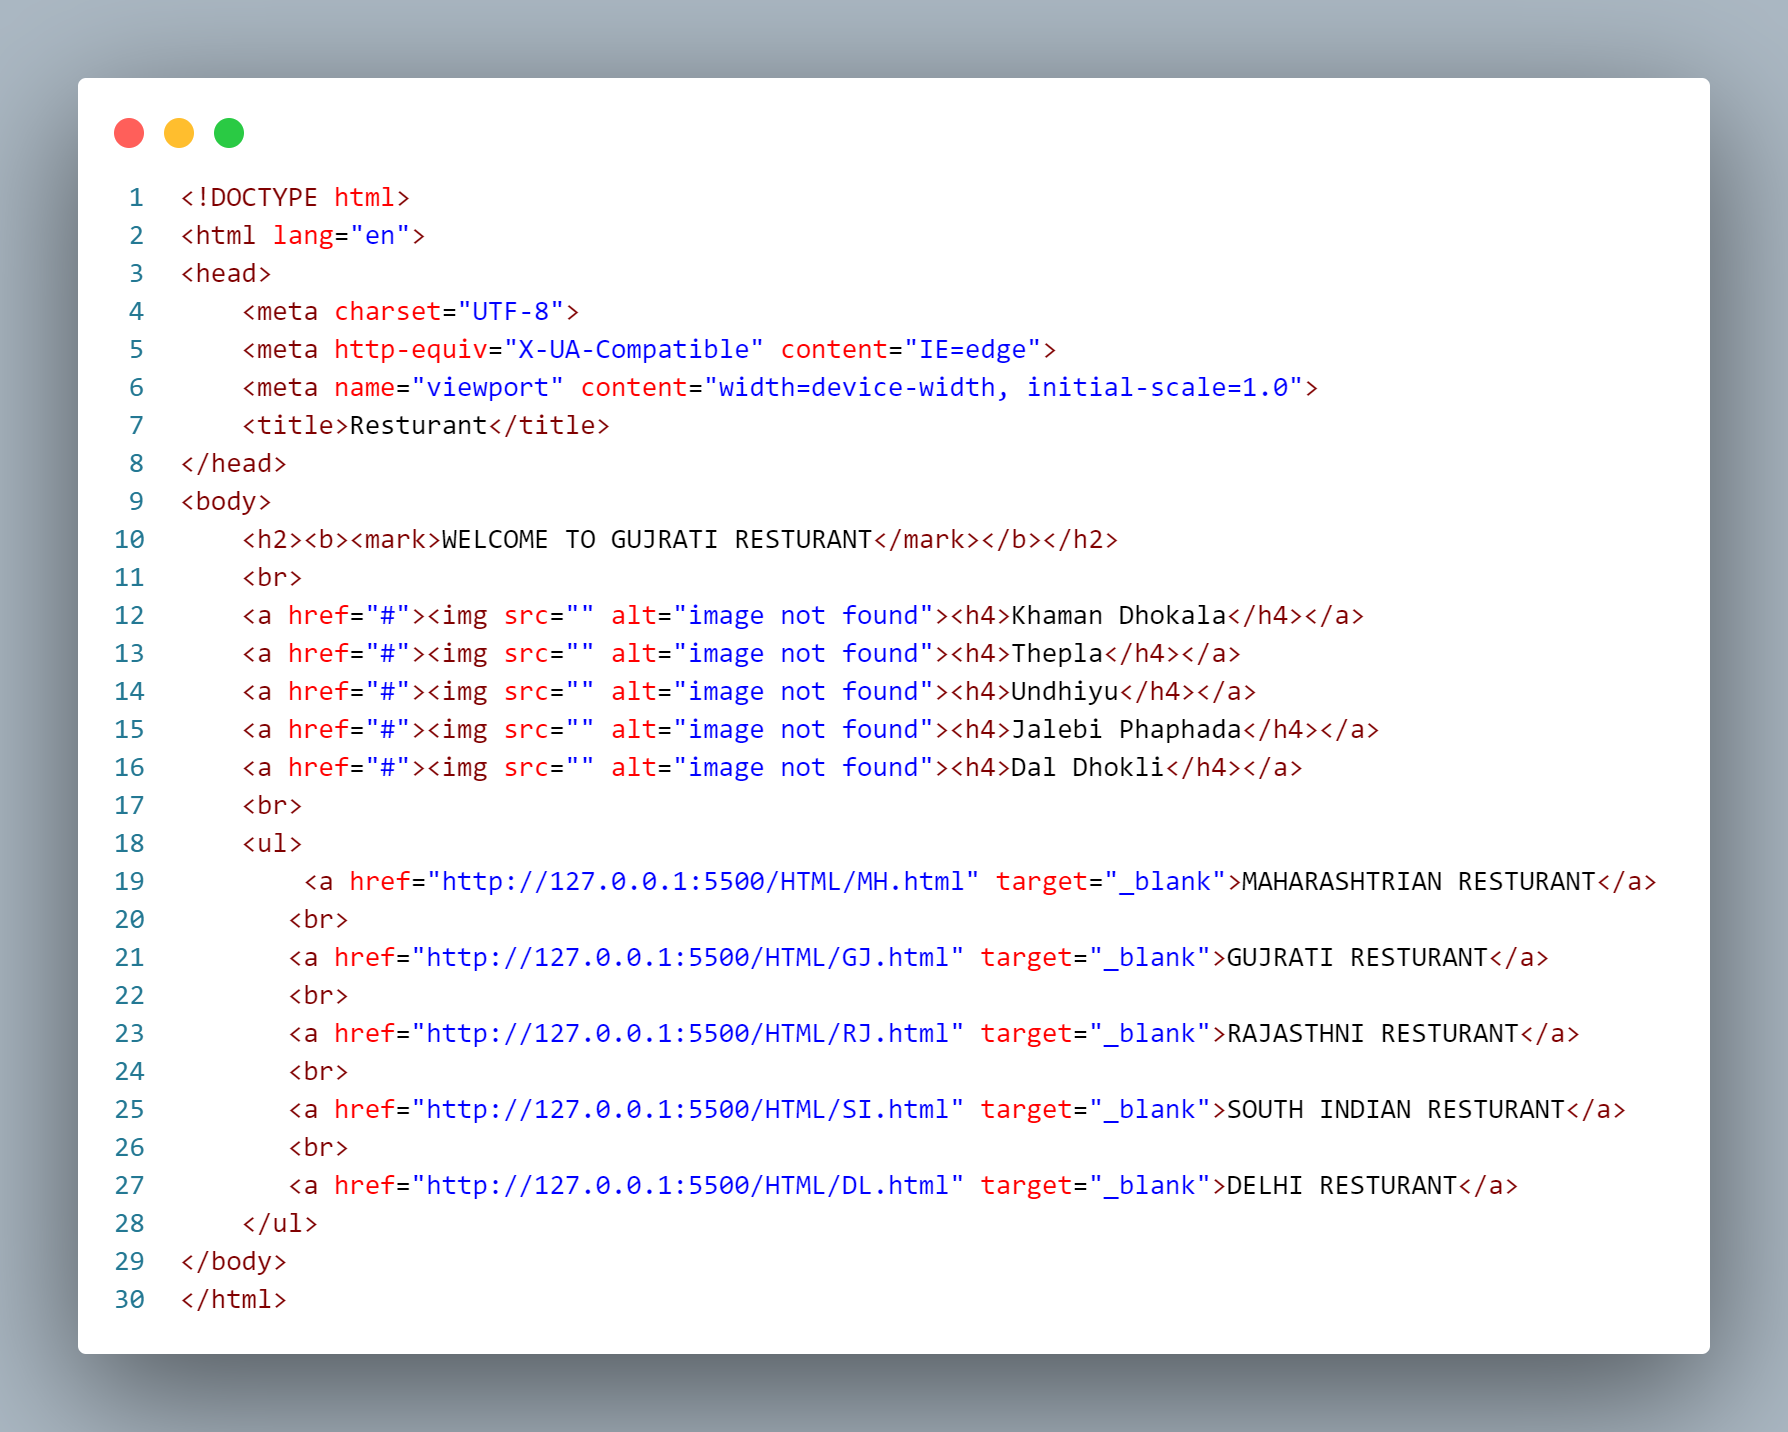 1 <!DOCTYPE html>
2 <html lang="en">
3 <head>
4     <meta charset="UTF-8">
5     <meta http-equiv="X-UA-Compatible" content="IE=edge">
6     <meta name="viewport" content="width=device-width, initial-scale=1.0">
7     <title>Resturant</title>
8 </head>
9 <body>
10     <h2><b><mark>WELCOME TO GUJRATI RESTURANT</mark></b></h2>
11     <br>
12     <a href="#"><img src="" alt="image not found"><h4>Khaman Dhokala</h4></a>
13     <a href="#"><img src="" alt="image not found"><h4>Thepla</h4></a>
14     <a href="#"><img src="" alt="image not found"><h4>Undhiyu</h4></a>
15     <a href="#"><img src="" alt="image not found"><h4>Jalebi Phaphada</h4></a>
16     <a href="#"><img src="" alt="image not found"><h4>Dal Dhokli</h4></a>
17     <br>
18     <ul>
19         <a href="http://127.0.0.1:5500/HTML/MH.html" target="_blank">MAHARASHTRIAN RESTURANT</a>
20        <br>
21        <a href="http://127.0.0.1:5500/HTML/GJ.html" target="_blank">GUJRATI RESTURANT</a>
22        <br>
23        <a href="http://127.0.0.1:5500/HTML/RJ.html" target="_blank">RAJASTHNI RESTURANT</a>
24        <br>
25        <a href="http://127.0.0.1:5500/HTML/SI.html" target="_blank">SOUTH INDIAN RESTURANT</a>
26        <br>
27        <a href="http://127.0.0.1:5500/HTML/DL.html" target="_blank">DELHI RESTURANT</a>
28     </ul>
29 </body>
30 </html>